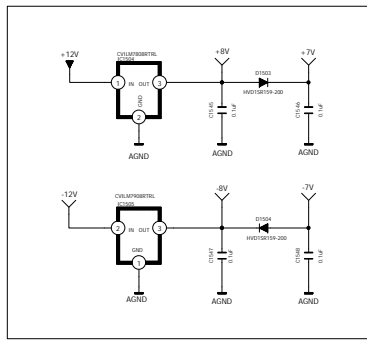 CVILM7808RTRL
IC1504
+12V
+8V
+7V
1 IN OUT 3
D1503
HVD1SR159-200
GND
2
C1545
0.1uF
C1546
0.1uF
AGND
AGND
AGND
CVILM7908RTRL
IC1505
-12V
-8V
-7V
2 IN OUT 3
D1504
HVD1SR159-200
GND
1
C1547
0.1uF
C1548
0.1uF
AGND
AGND
AGND